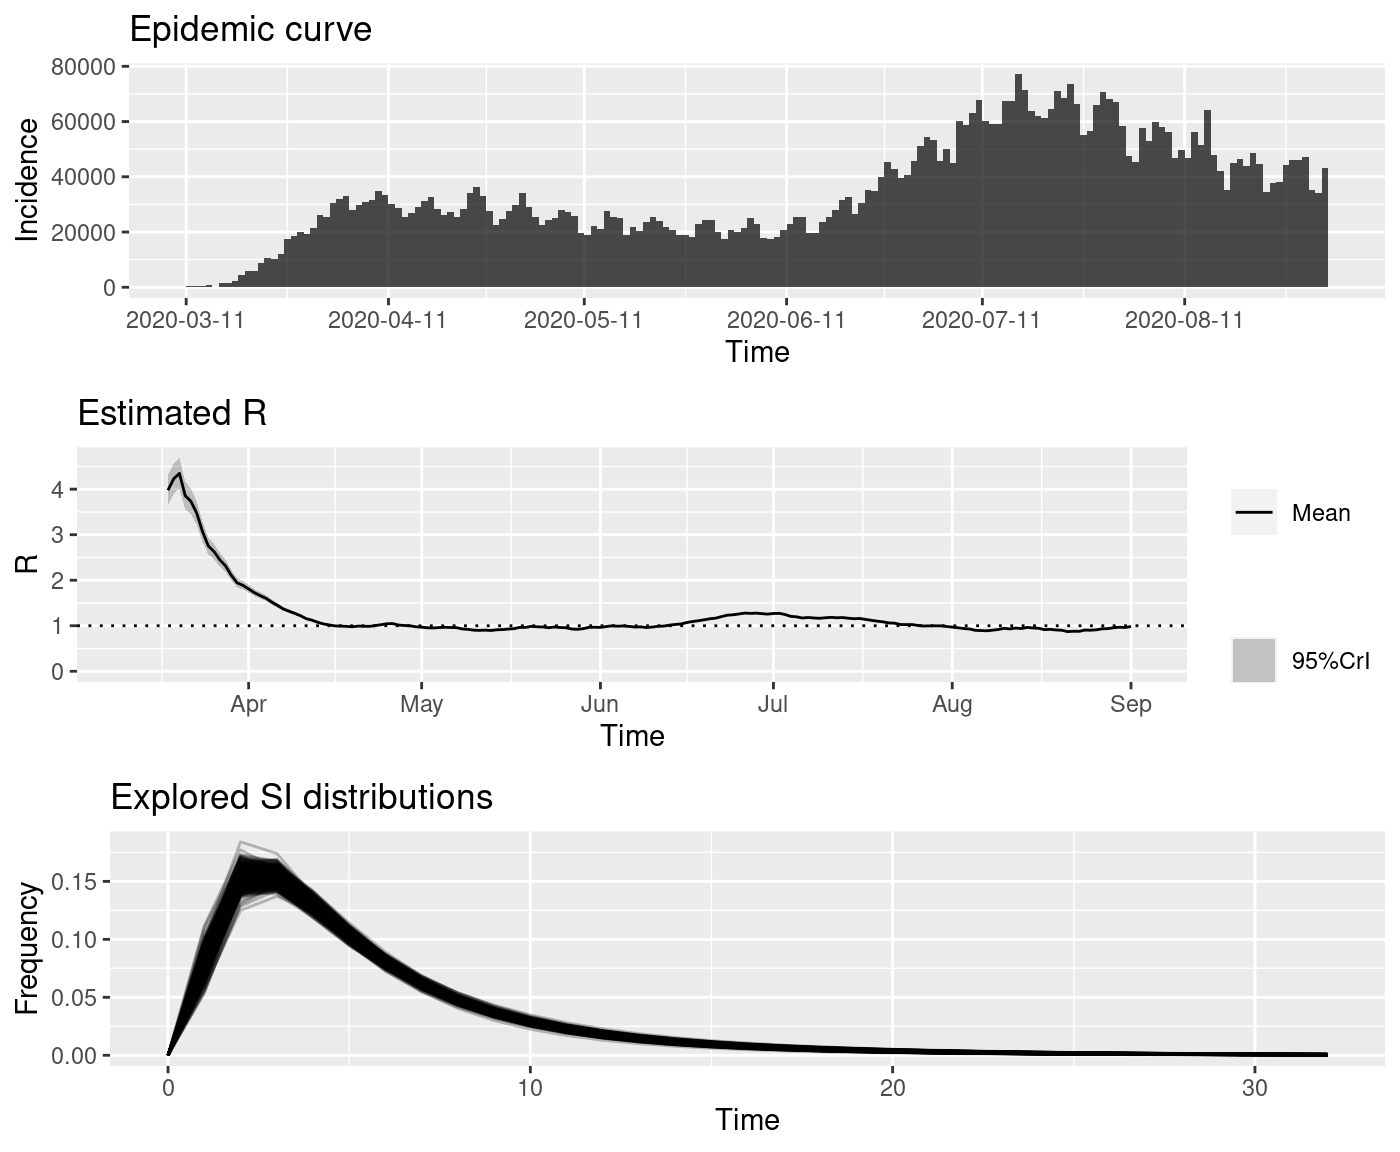 Epidemic curve
80000
60000
40000
20000
0
Incidence
2020-03-11 2020-04-11 2020-05-11 2020-06-11 2020-07-11 2020-08-11
Time
Estimated R
4
3
2
1
0
R
Apr May Jun Jul Aug Sep
Time
Mean
95%CrI
Explored SI distributions
0.15
0.10
0.05
0.00
Frequency
0 10 20 30
Time